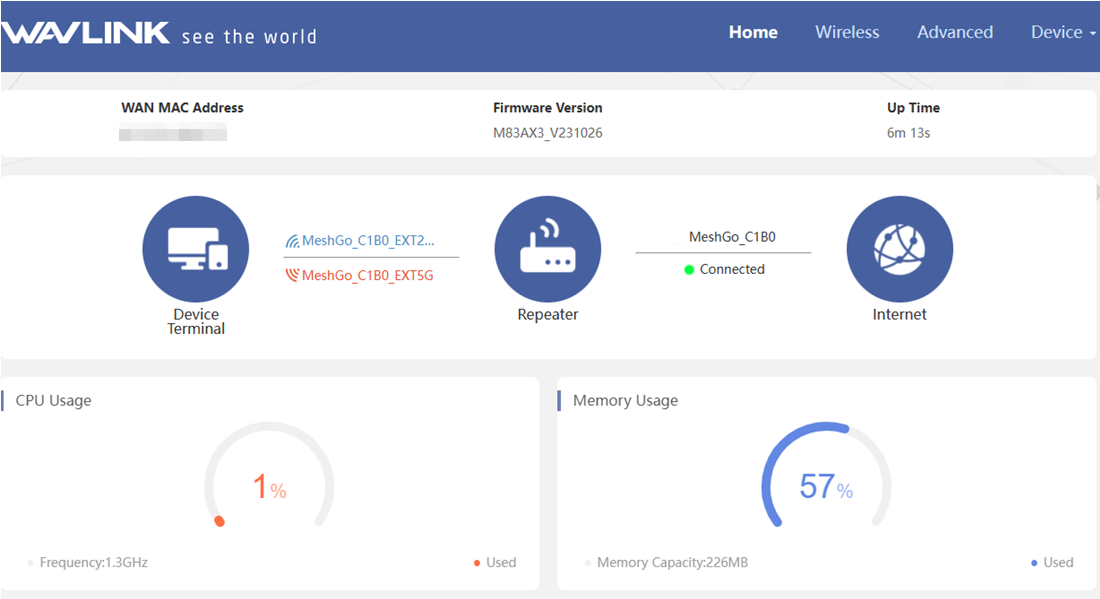 WAVLINK see the world
Home Wireless Advanced Device
WAN MAC Address
Firmware Version
M83AX3_V231026
Up Time
6m 13s
MeshGo_C1B0_EXT2...
MeshGo_C1B0_EXT5G
MeshGo_C1B0
Connected
Device
Terminal
Repeater
Internet
CPU Usage
1%
Frequency:1.3GHz
Used
Memory Usage
57%
Memory Capacity:226MB
Used